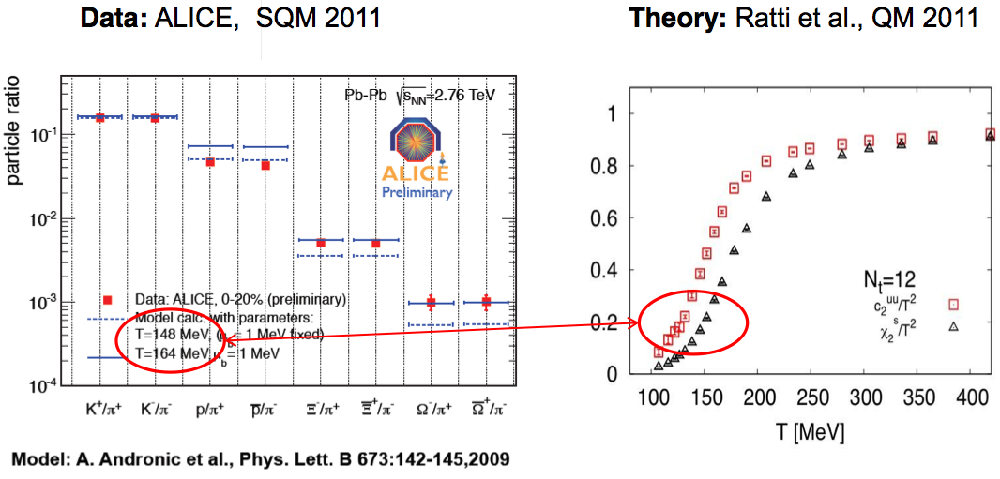 Data: ALICE, SQM 2011
Theory: Ratti et al., QM 2011
particle ratio
10⁻¹
10⁻²
10⁻³
10⁻⁴
Pb-Pb √sNN=2.76 TeV
ALICE
Preliminary
Data: ALICE, 0-20% (preliminary)
Model calc. with parameters:
T=148 MeV, (μb= 1 MeV fixed)
T=164 MeV, μb= 1 MeV
K⁺/π⁺ K⁻/π⁻ p/π⁺ p̅/π⁻ Ξ⁻/π⁺ Ξ̅⁺/π⁻ Ω⁻/π⁺ Ω̅⁺/π⁻
Model: A. Andronic et al., Phys. Lett. B 673:142-145,2009
1
0.8
0.6
0.4
0.2
0
Nt=12
c₂ᵘᵘ/T²
χ₂ˢ/T²
100 150 200 250 300 350 400
T [MeV]